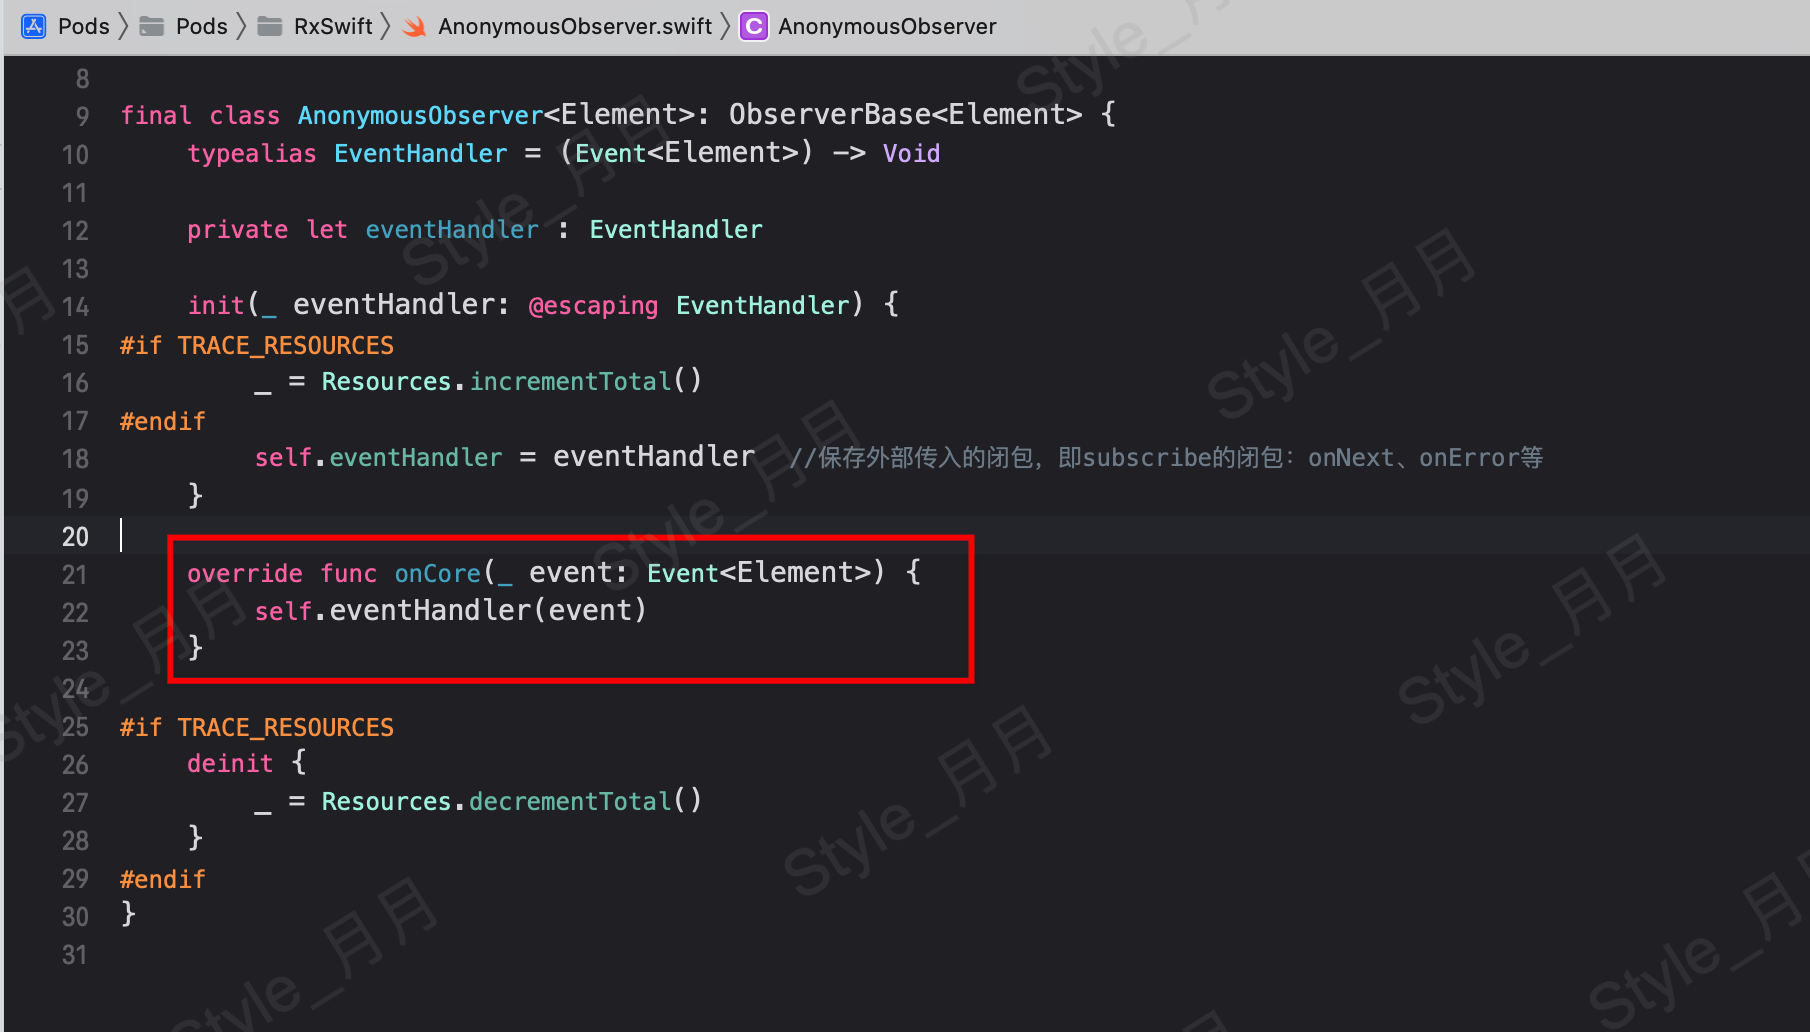 Pods 〉 Pods 〉 RxSwift 〉 AnonymousObserver.swift 〉 C AnonymousObserver
8
9 final class AnonymousObserver<Element>: ObserverBase<Element> {
10 typealias EventHandler = (Event<Element>) -> Void
11
12 private let eventHandler : EventHandler
13
14 init(_ eventHandler: @escaping EventHandler) {
15 #if TRACE_RESOURCES
16 _ = Resources.incrementTotal()
17 #endif
18 self.eventHandler = eventHandler //保存外部传入的闭包，即subscribe的闭包：onNext、onError等
19 }
20
21 override func onCore(_ event: Event<Element>) {
22 self.eventHandler(event)
23 }
24
25 #if TRACE_RESOURCES
26 deinit {
27 _ = Resources.decrementTotal()
28 }
29 #endif
30 }
31
Style_月月
Style_月月
Style_月月
Style_月月
Style_月月
Style_月月
Style_月月
Style_月月
Style_月月